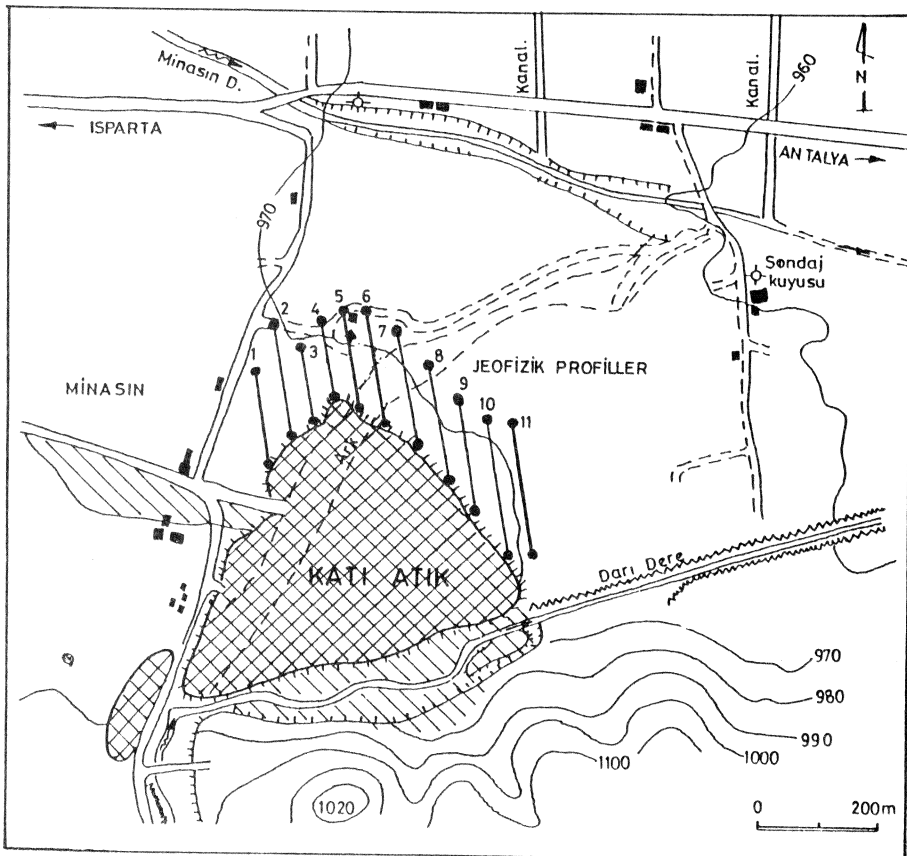 Minasın D.
Kanal.
Kanal.
960
N
ISPARTA
ANTALYA
970
Sondaj
kuyusu
1
2
3
4
5
6
7
8
9
10
11
JEOFİZİK PROFİLLER
MİNASIN
Ark
KATI ATIK
Darı Dere
970
980
990
1000
1100
1020
0 200m